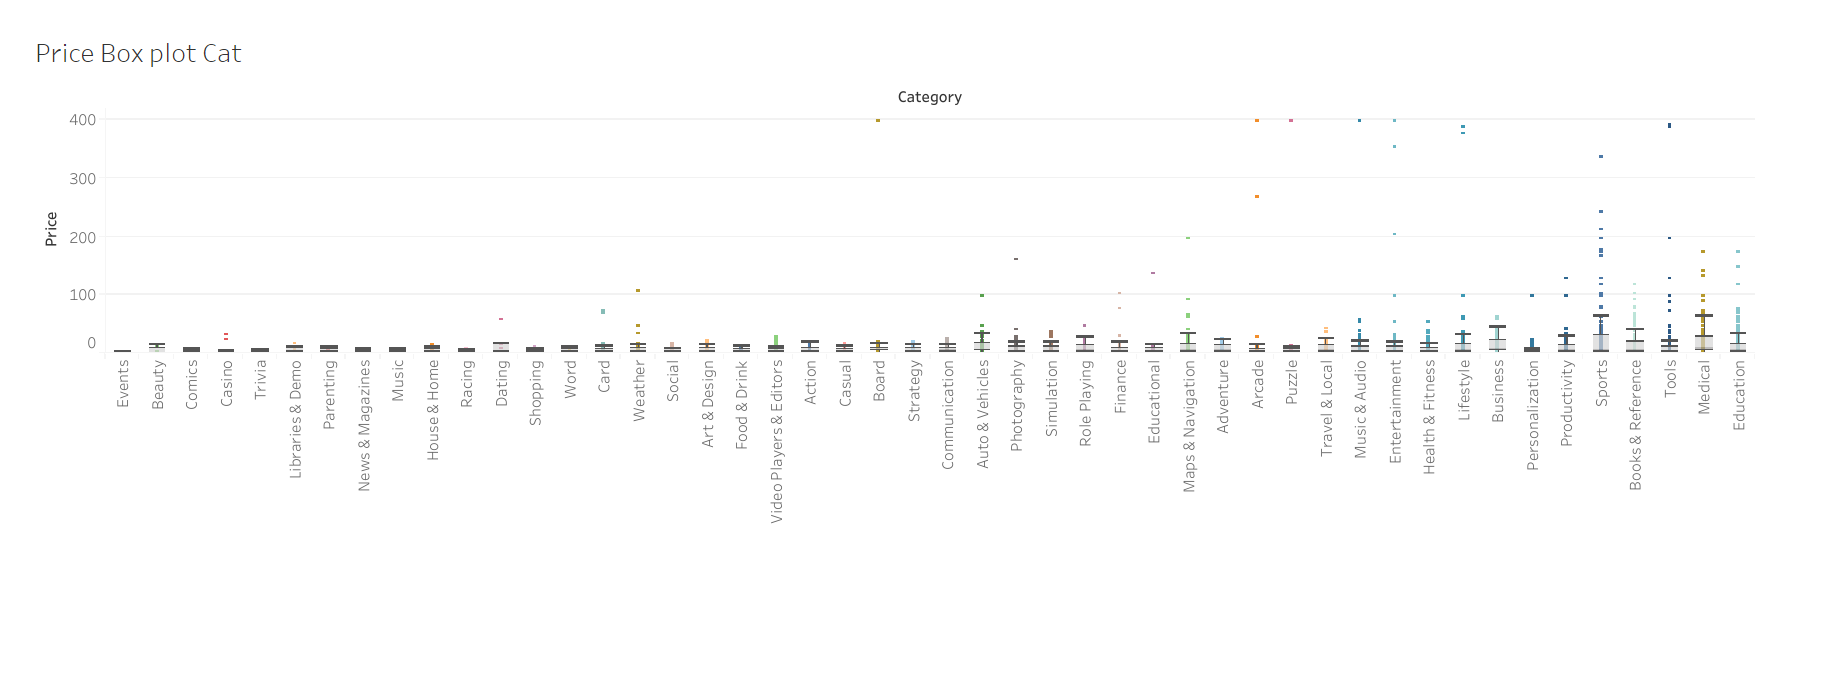 Price Box plot Cat
Category
Price
400
300
200
100
0
Events
Beauty
Comics
Casino
Trivia
Libraries & Demo
Parenting
News & Magazines
Music
House & Home
Racing
Dating
Shopping
Word
Card
Weather
Social
Art & Design
Food & Drink
Video Players & Editors
Action
Casual
Board
Strategy
Communication
Auto & Vehicles
Photography
Simulation
Role Playing
Finance
Educational
Maps & Navigation
Adventure
Arcade
Puzzle
Travel & Local
Music & Audio
Entertainment
Health & Fitness
Lifestyle
Business
Personalization
Productivity
Sports
Books & Reference
Tools
Medical
Education